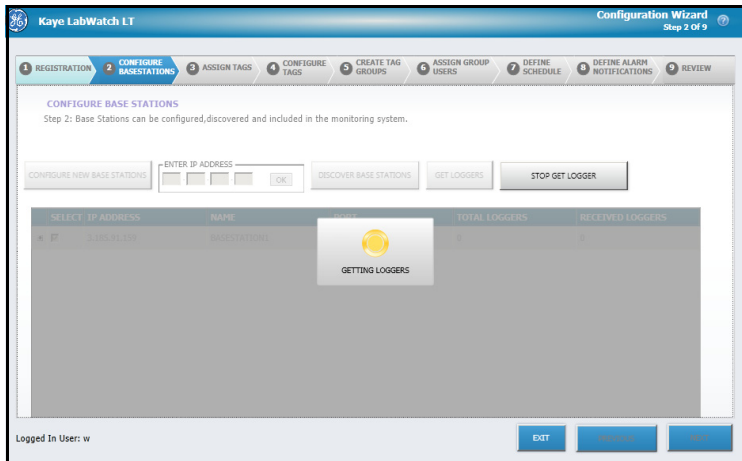 Kaye LabWatch LT
Configuration Wizard
Step 2 Of 9
1 REGISTRATION
2 CONFIGURE BASESTATIONS
3 ASSIGN TAGS
4 CONFIGURE TAGS
5 CREATE TAG GROUPS
6 ASSIGN GROUP USERS
7 DEFINE SCHEDULE
8 DEFINE ALARM NOTIFICATIONS
9 REVIEW
CONFIGURE BASE STATIONS
Step 2: Base Stations can be configured,discovered and included in the monitoring system.
ENTER IP ADDRESS
CONFIGURE NEW BASE STATIONS
OK
DISCOVER BASE STATIONS
GET LOGGERS
STOP GET LOGGER
SELECT IP ADDRESS NAME PORT TOTAL LOGGERS RECEIVED LOGGERS
BASESTATIONS
GETTING LOGGERS
Logged In User: w
EXIT